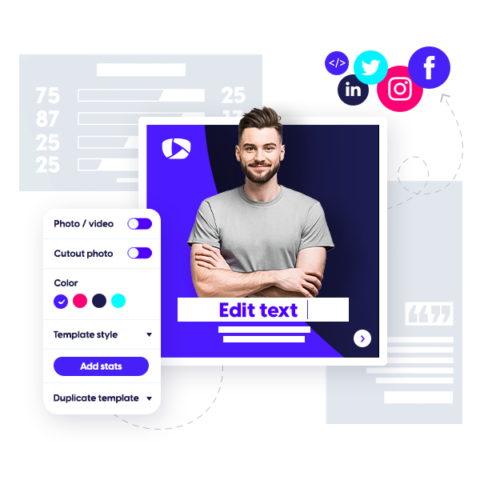 </>
in
f
75
25
87
25
25
Photo / video
Cutout photo
Color
Template style
Add stats
Duplicate template
Edit text